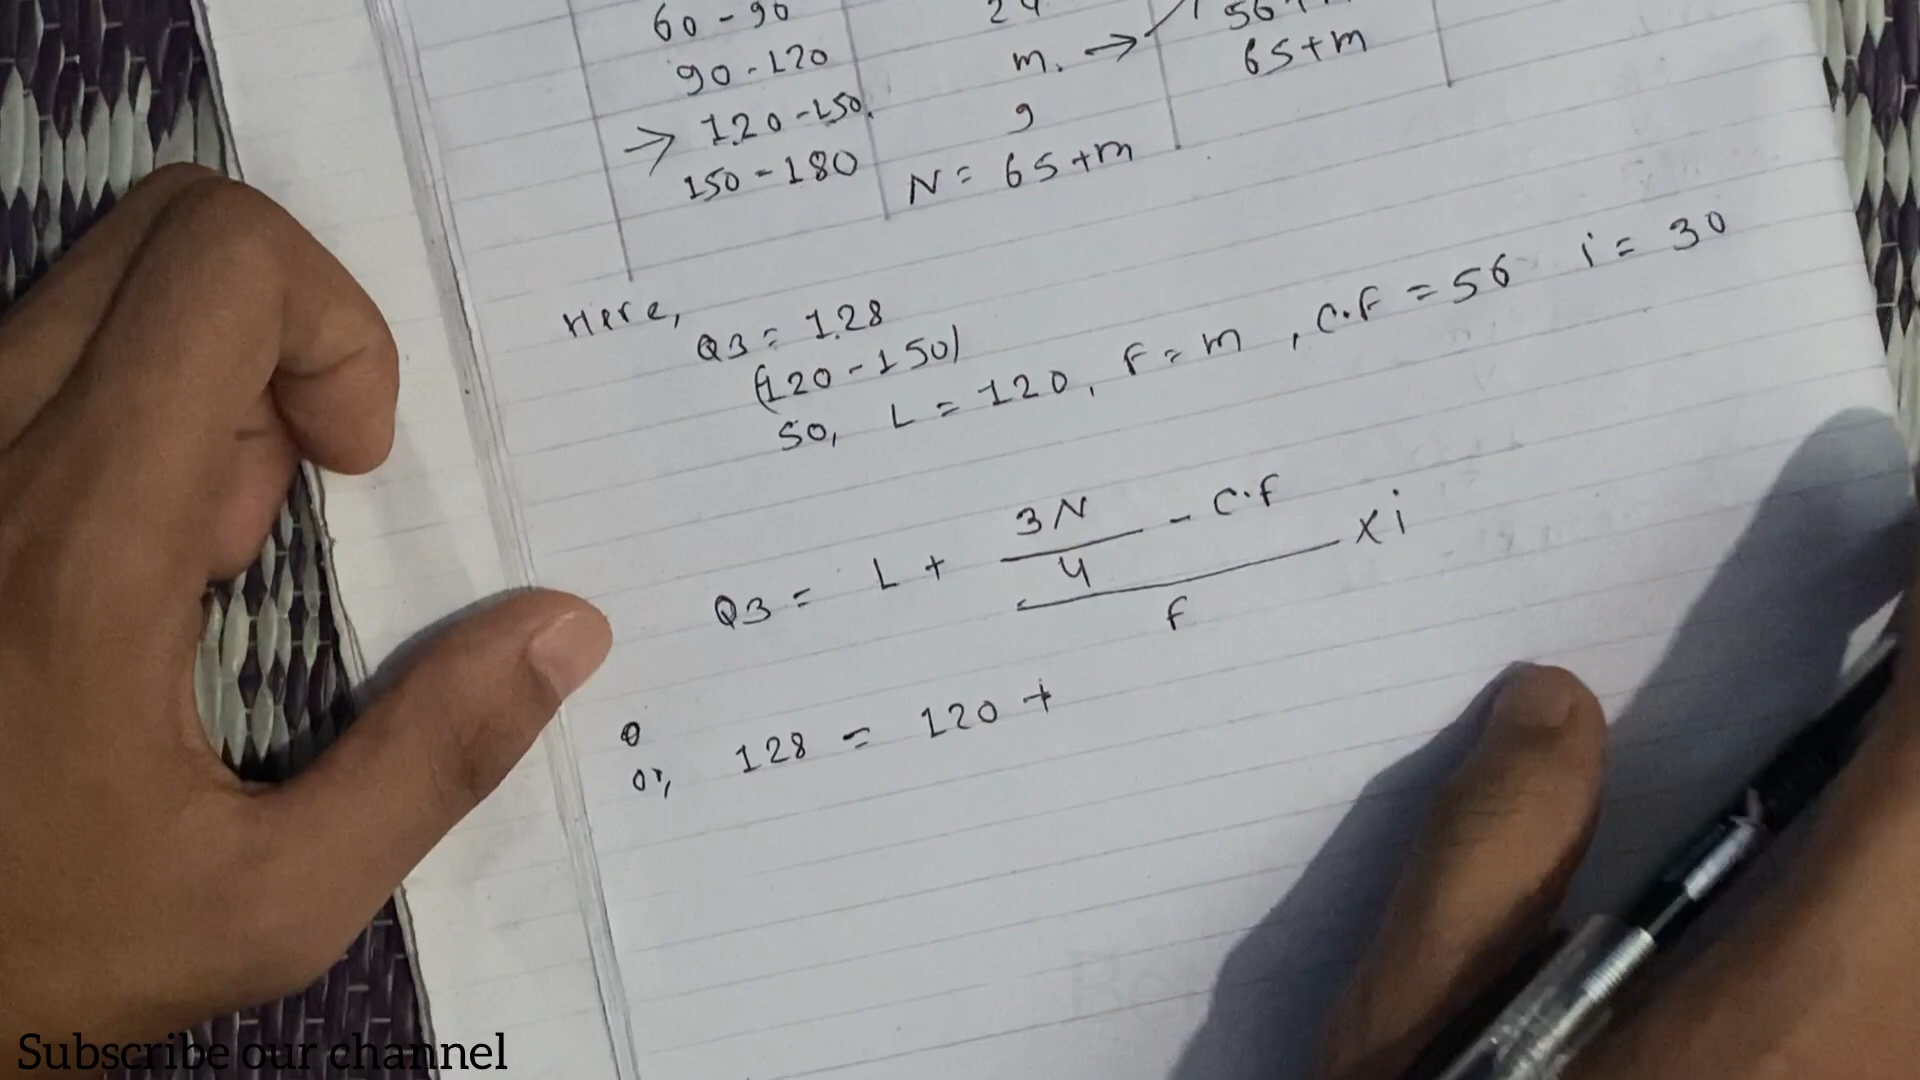 60-90 24 56+m
90-120 m. → 65+m
→ 120-150. 9
150-180 N = 65+m
Here,
Q3 = 128
(120-150)
so, L = 120, F = m, C.F = 56 i = 30
Q3 = L + 3N/4 - C.F / f × i
or, 128 = 120 +
Subscribe our channel